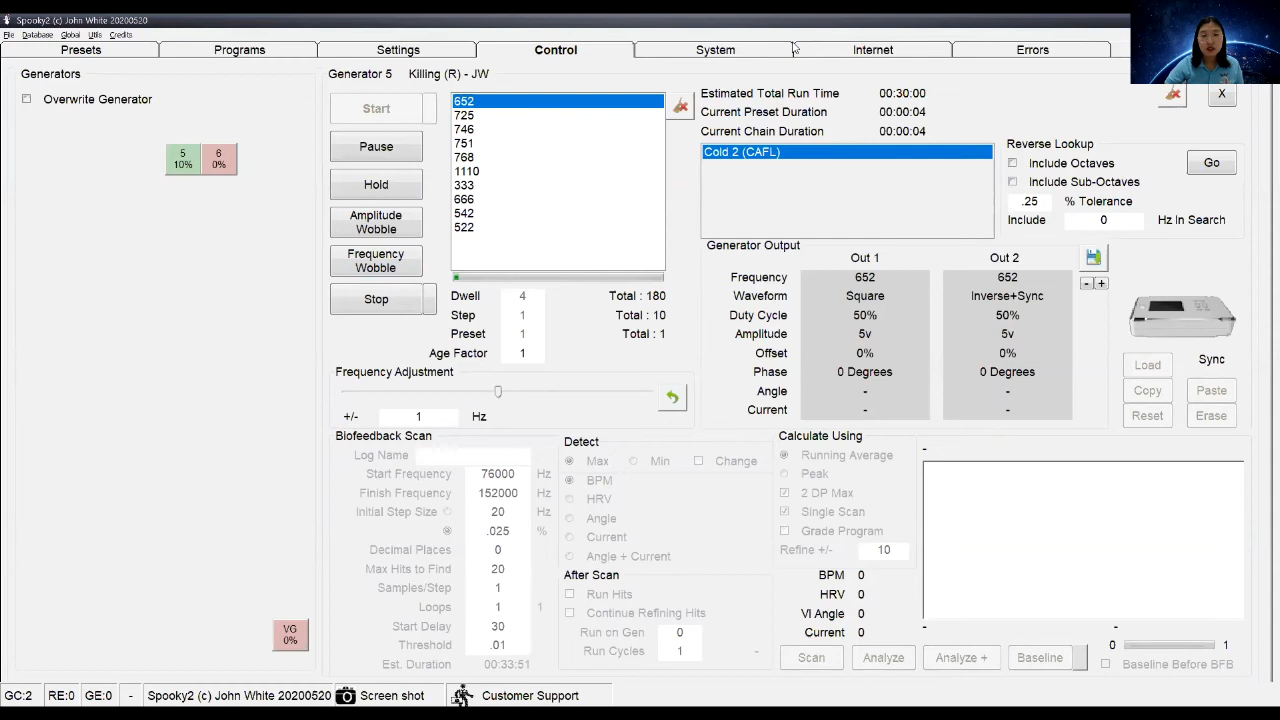 Spooky2 (c) John White 20200520
File Database Global Utils Credits
Presets Programs Settings Control System Internet Errors
Generators
Overwrite Generator
5
10%
6
0%
VG
0%
Generator 5 Killing (R) - JW
Start
Pause
Hold
Amplitude
Wobble
Frequency
Wobble
Stop
652
725
746
751
768
1110
333
666
542
522
Dwell 4 Total : 180
Step 1 Total : 10
Preset 1 Total : 1
Age Factor 1
Frequency Adjustment
+/- 1 Hz
Estimated Total Run Time 00:30:00
Current Preset Duration 00:00:04
Current Chain Duration 00:00:04
X
Cold 2 (CAFL)
Reverse Lookup
Include Octaves
Go
Include Sub-Octaves
.25 % Tolerance
Include 0 Hz In Search
Generator Output
Out 1 Out 2
Frequency 652 652
Waveform Square Inverse+Sync
Duty Cycle 50% 50%
Amplitude 5v 5v
Offset 0% 0%
Phase 0 Degrees 0 Degrees
Angle - -
Current - -
- +
Load Sync
Copy Paste
Reset Erase
Biofeedback Scan
Log Name
Start Frequency 76000 Hz
Finish Frequency 152000 Hz
Initial Step Size 20 Hz
.025 %
Decimal Places 0
Max Hits to Find 20
Samples/Step 1
Loops 1 1
Start Delay 30
Threshold .01
Est. Duration 00:33:51
Detect
Max Min Change
BPM
HRV
Angle
Current
Angle + Current
After Scan
Run Hits
Continue Refining Hits
Run on Gen 0
Run Cycles 1 -
Calculate Using
Running Average
Peak
2 DP Max
Single Scan
Grade Program
Refine +/- 10
BPM 0
HRV 0
VI Angle 0
Current 0
-
- -
0 1
Scan Analyze Analyze + Baseline
Baseline Before BFB
GC:2 RE:0 GE:0 - Spooky2 (c) John White 20200520 Screen shot Customer Support